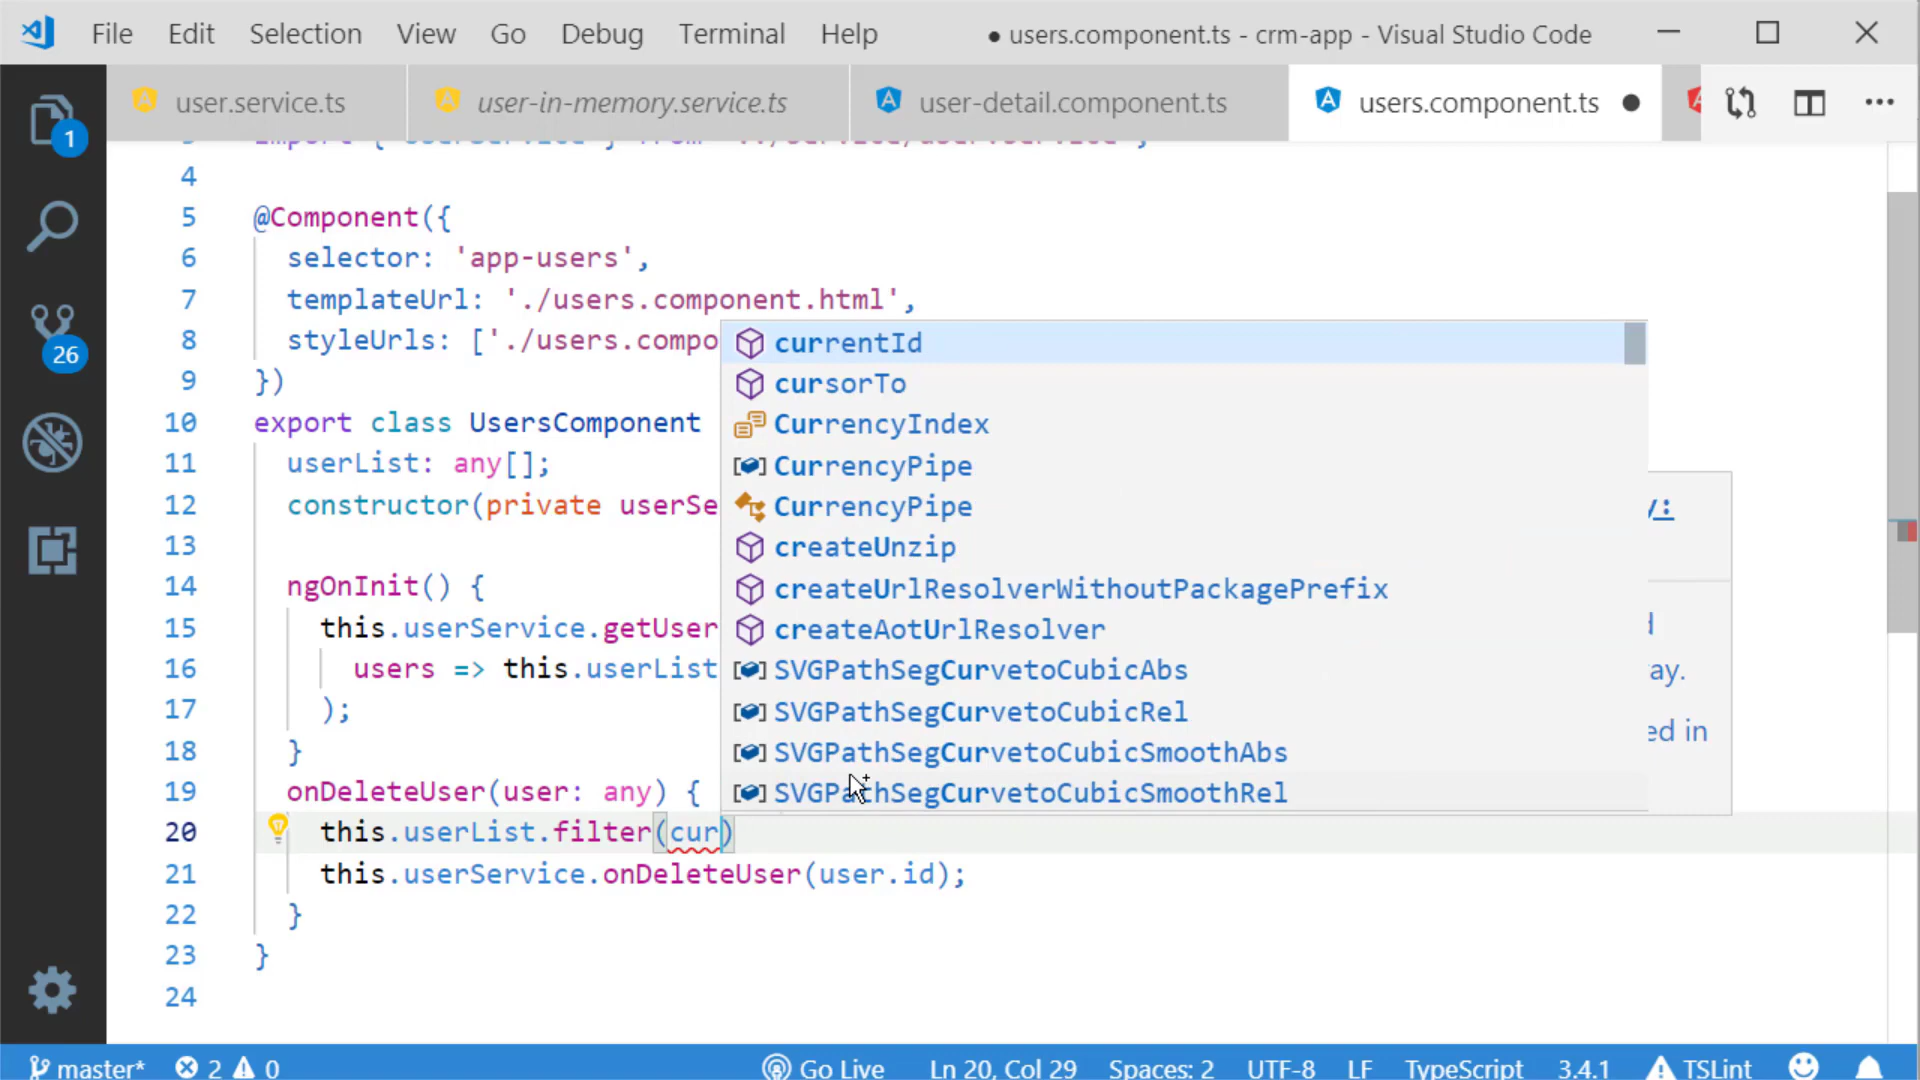 File Edit Selection View Go Debug Terminal Help ● users.component.ts - crm-app - Visual Studio Code
user.service.ts user-in-memory.service.ts user-detail.component.ts users.component.ts ●
1
26
4
5 @Component({
6 selector: 'app-users',
7 templateUrl: './users.component.html',
8 styleUrls: ['./users.compo
9 })
10 export class UsersComponent
11 userList: any[];
12 constructor(private userSe
13
14 ngOnInit() {
15 this.userService.getUser
16 users => this.userList
17 );
18 }
19 onDeleteUser(user: any) {
20 this.userList.filter(cur)
21 this.userService.onDeleteUser(user.id);
22 }
23 }
24
currentId
cursorTo
CurrencyIndex
CurrencyPipe
CurrencyPipe
createUnzip
createUrlResolverWithoutPackagePrefix
createAotUrlResolver
SVGPathSegCurvetoCubicAbs
SVGPathSegCurvetoCubicRel
SVGPathSegCurvetoCubicSmoothAbs
SVGPathSegCurvetoCubicSmoothRel
ay.
ed in
master* 2 0 Go Live Ln 20, Col 29 Spaces: 2 UTF-8 LF TypeScript 3.4.1 TSLint